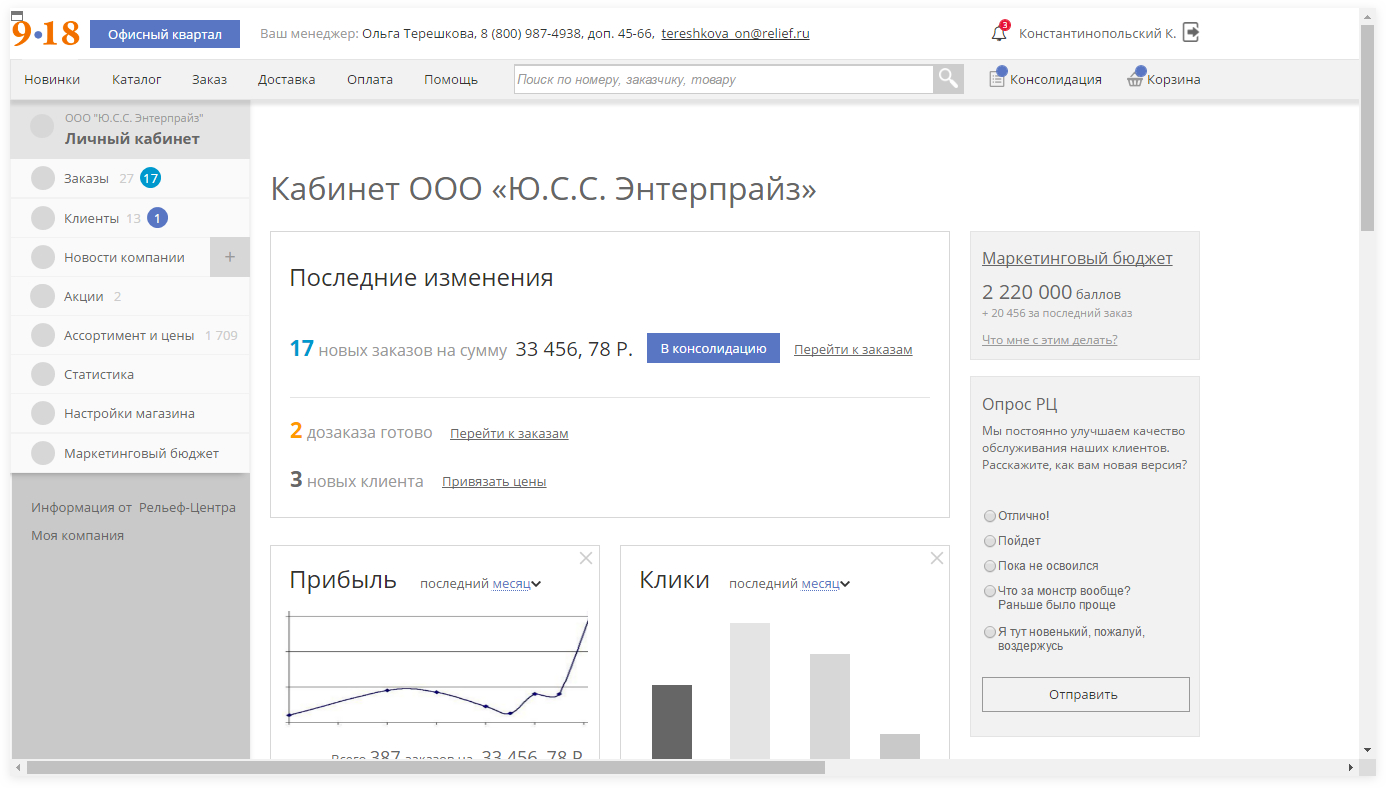 9•18
Офисный квартал
Ваш менеджер: Ольга Терешкова, 8 (800) 987-4938, доп. 45-66, tereshkova_on@relief.ru
3
Константинопольский К.
Новинки
Каталог
Заказ
Доставка
Оплата
Помощь
Поиск по номеру, заказчику, товару
Консолидация
Корзина
ООО "Ю.С.С. Энтерпрайз"
Личный кабинет
Заказы 27 17
Клиенты 13 1
Новости компании +
Акции 2
Ассортимент и цены 1 709
Статистика
Настройки магазина
Маркетинговый бюджет
Информация от Рельеф-Центра
Моя компания
Кабинет ООО «Ю.С.С. Энтерпрайз»
Последние изменения
17 новых заказов на сумму 33 456, 78 Р.
В консолидацию
Перейти к заказам
2 дозаказа готово
Перейти к заказам
3 новых клиента
Привязать цены
Прибыль
последний месяц
Всего 387 заказов на 33 456, 78 Р
Клики
последний месяц
Маркетинговый бюджет
2 220 000 баллов
+ 20 456 за последний заказ
Что мне с этим делать?
Опрос РЦ
Мы постоянно улучшаем качество
обслуживания наших клиентов.
Расскажите, как вам новая версия?
Отлично!
Пойдет
Пока не освоился
Что за монстр вообще?
Раньше было проще
Я тут новенький, пожалуй,
воздержусь
Отправить